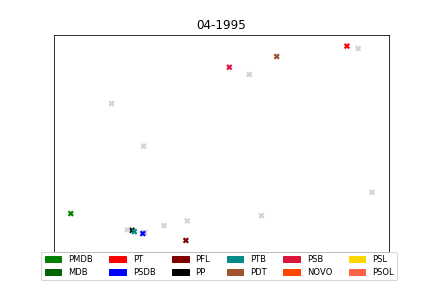 04-1995
PMDB PT PFL PTB PSB PSL
MDB PSDB PP PDT NOVO PSOL